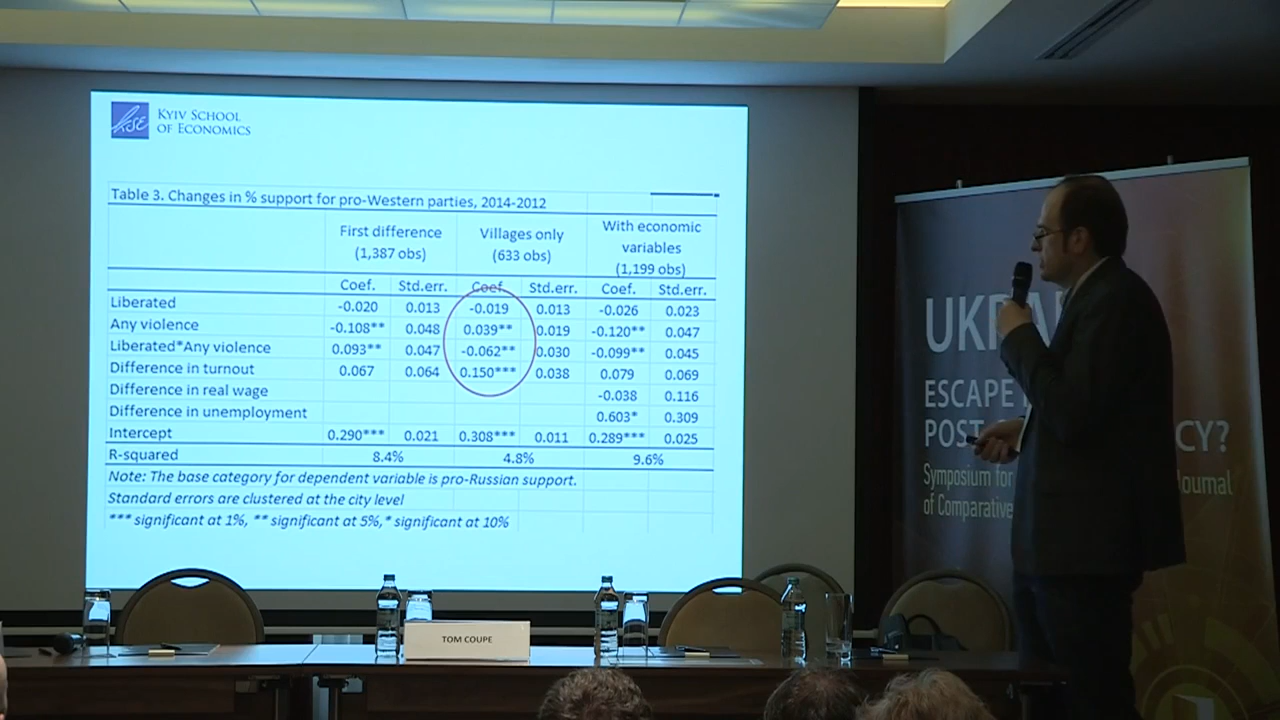 KYIV SCHOOL
OF ECONOMICS
Table 3. Changes in % support for pro-Western parties, 2014-2012
First difference
(1,387 obs)
Villages only
(633 obs)
With economic
variables
(1,199 obs)
Coef. Std.err. Coef. Std.err. Coef. Std.err.
Liberated -0.020 0.013 -0.019 0.013 -0.026 0.023
Any violence -0.108** 0.048 0.039** 0.019 -0.120** 0.047
Liberated*Any violence 0.093** 0.047 -0.062** 0.030 -0.099** 0.045
Difference in turnout 0.067 0.064 0.150*** 0.038 0.079 0.069
Difference in real wage -0.038 0.116
Difference in unemployment 0.603* 0.309
Intercept 0.290*** 0.021 0.308*** 0.011 0.289*** 0.025
R-squared 8.4% 4.8% 9.6%
Note: The base category for dependent variable is pro-Russian support.
Standard errors are clustered at the city level
*** significant at 1%, ** significant at 5%,* significant at 10%
ESCAPE
POST CY?
Symposium for Journal
of Comparative
TOM COUPE